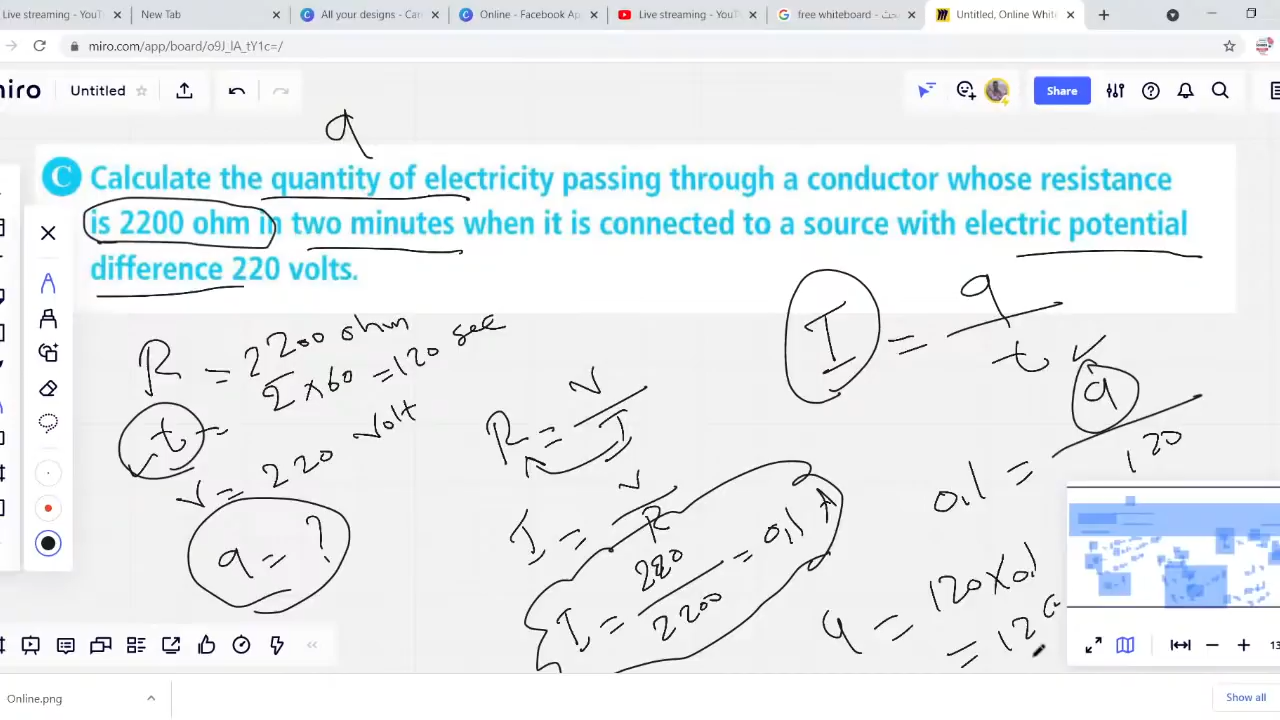 Live streaming - YouT
New Tab
All your designs - Can
Online - Facebook Ap
Live streaming - YouT
free whiteboard - بحث
Untitled, Online Whit
miro.com/app/board/o9J_lA_tY1c=/
miro
Untitled
Share
q
C Calculate the quantity of electricity passing through a conductor whose resistance
is 2200 ohm in two minutes when it is connected to a source with electric potential
difference 220 volts.
R = 2200 ohm
t = 2 × 60 = 120 sec
V = 220 volt
q = ?
R = V / I
I = V / R
I = 220 / 2200 = 0,1 A
I = q / t
0,1 = q / 120
q = 120 × 0,1
= 12 C
13
Online.png
Show all